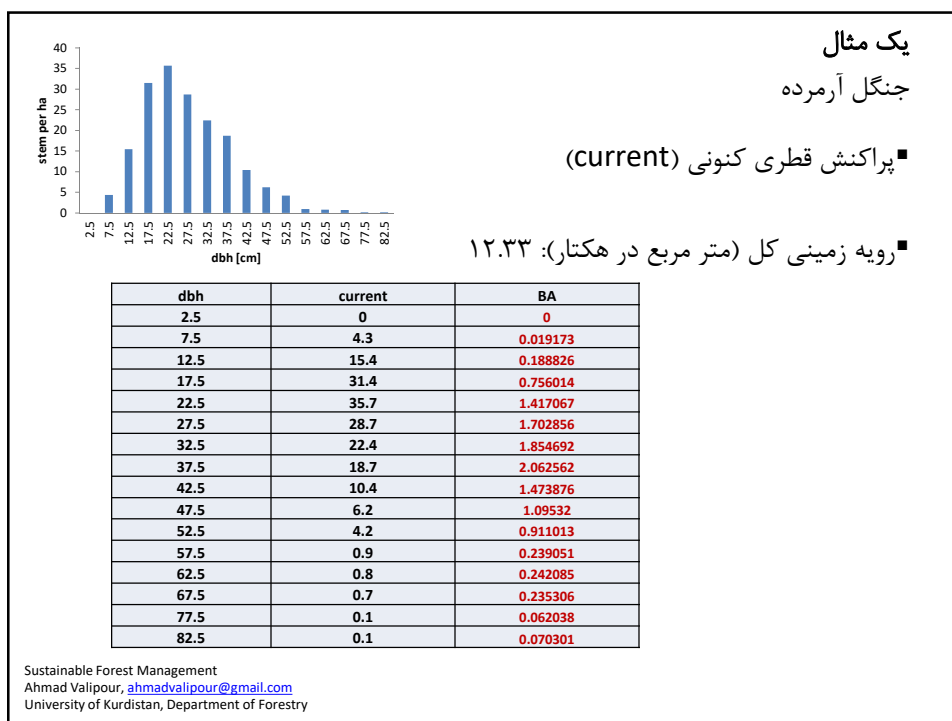 یک مثال
جنگل آرمرده
▪پراکنش قطری کنونی (current)
▪رویه زمینی کل (متر مربع در هکتار): ۱۲.۳۳
stem per ha
40
35
30
25
20
15
10
5
0
2.5 7.5 12.5 17.5 22.5 27.5 32.5 37.5 42.5 47.5 52.5 57.5 62.5 67.5 77.5 82.5
dbh [cm]
dbh current BA
2.5 0 0
7.5 4.3 0.019173
12.5 15.4 0.188826
17.5 31.4 0.756014
22.5 35.7 1.417067
27.5 28.7 1.702856
32.5 22.4 1.854692
37.5 18.7 2.062562
42.5 10.4 1.473876
47.5 6.2 1.09532
52.5 4.2 0.911013
57.5 0.9 0.239051
62.5 0.8 0.242085
67.5 0.7 0.235306
77.5 0.1 0.062038
82.5 0.1 0.070301
Sustainable Forest Management
Ahmad Valipour, ahmadvalipour@gmail.com
University of Kurdistan, Department of Forestry